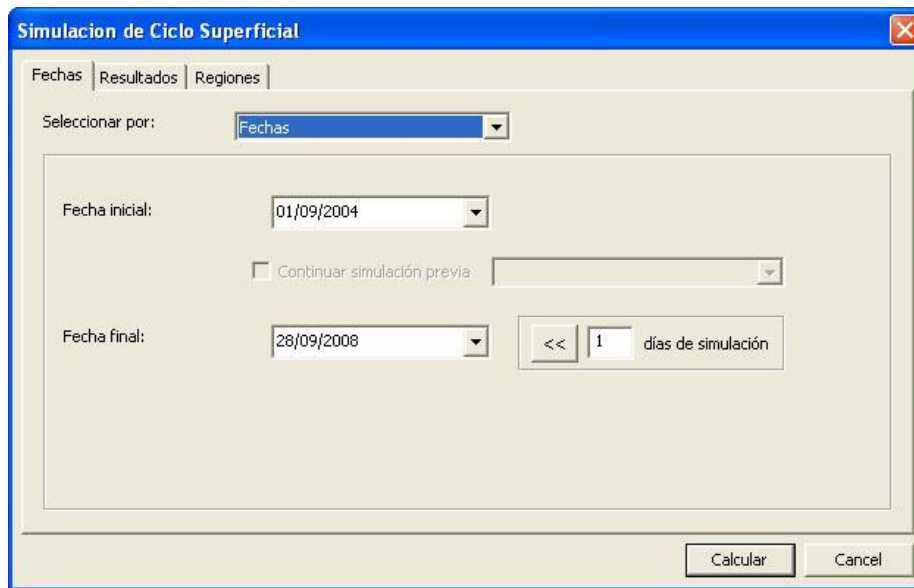 Simulacion de Ciclo Superficial
Fechas Resultados Regiones
Seleccionar por: Fechas
Fecha inicial: 01/09/2004
Continuar simulación previa
Fecha final: 28/09/2008 << 1 días de simulación
Calcular Cancel